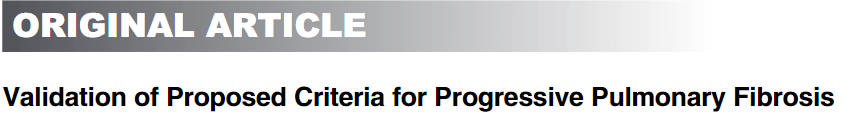 ORIGINAL ARTICLE
Validation of Proposed Criteria for Progressive Pulmonary Fibrosis